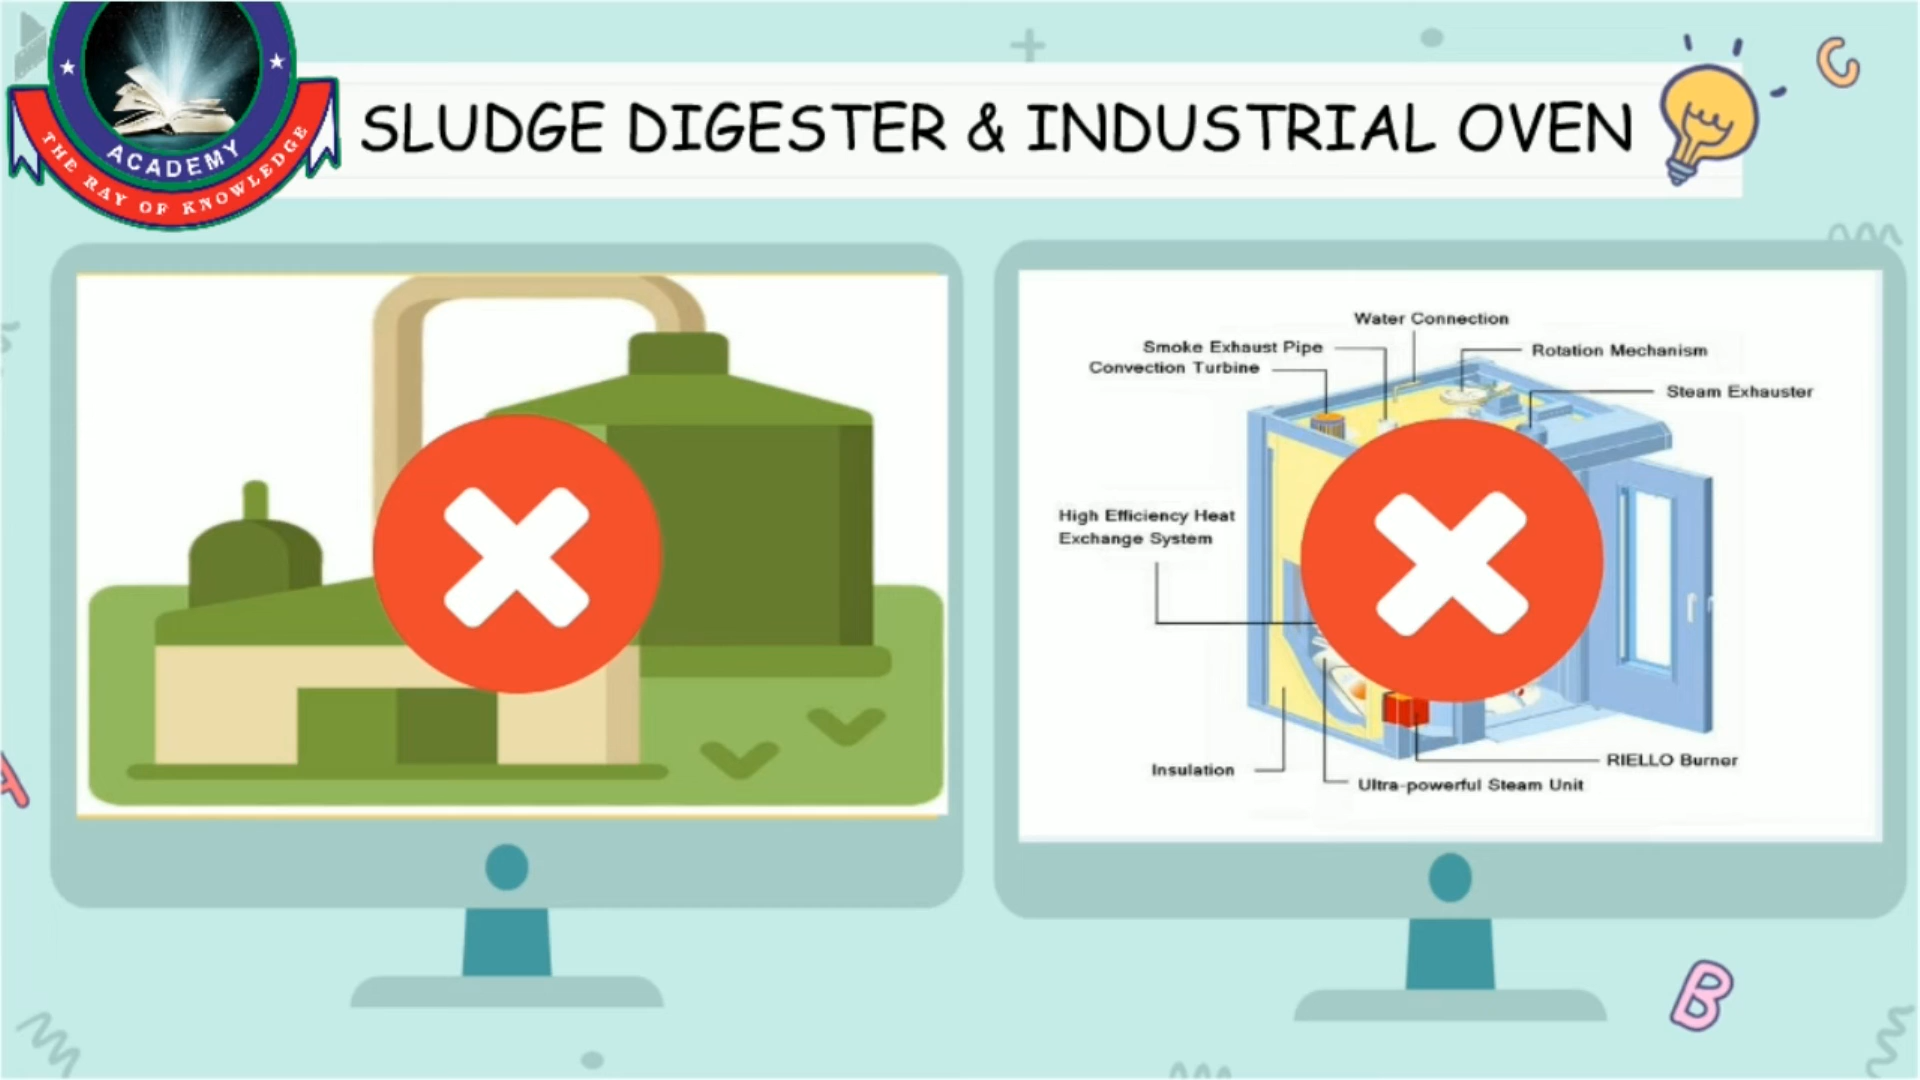 ACADEMY
THE RAY OF KNOWLEDGE
SLUDGE DIGESTER & INDUSTRIAL OVEN
C
Water Connection
Smoke Exhaust Pipe
Rotation Mechanism
Convection Turbine
Steam Exhauster
High Efficiency Heat
Exchange System
RIELLO Burner
Insulation
Ultra-powerful Steam Unit
A
B